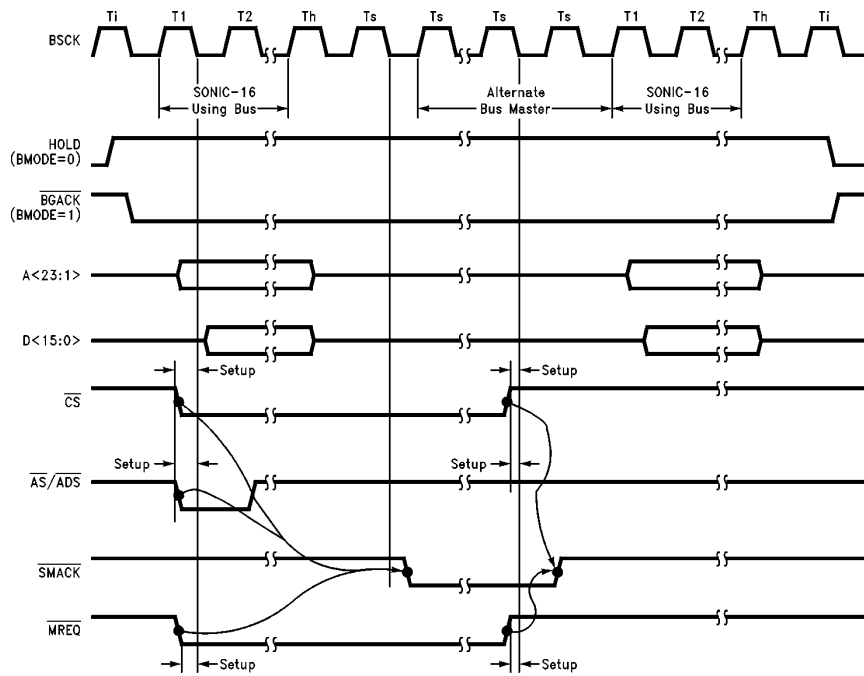 Ti T1 T2 Th Ts Ts Ts Ts T1 T2 Th Ti
BSCK
SONIC-16
Using Bus
Alternate
Bus Master
SONIC-16
Using Bus
HOLD
(BMODE=0)
BGACK
(BMODE=1)
A<23:1>
D<15:0>
Setup
Setup
CS
Setup
Setup
AS/ADS
SMACK
MREQ
Setup
Setup